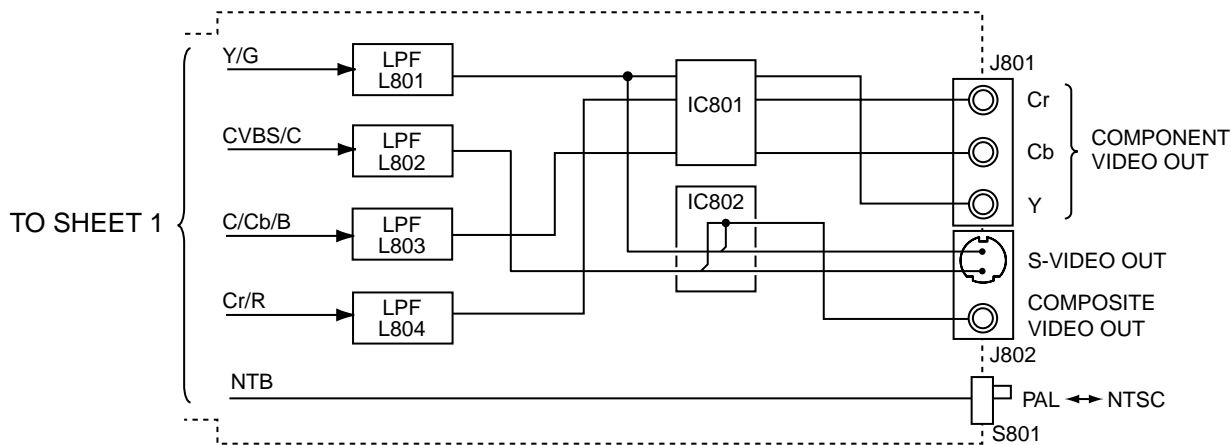 Y/G
LPF
L801
J801
IC801
Cr
CVBS/C
LPF
L802
Cb
COMPONENT
VIDEO OUT
IC802
Y
TO SHEET 1
C/Cb/B
LPF
L803
S-VIDEO OUT
Cr/R
LPF
L804
COMPOSITE
VIDEO OUT
J802
NTB
PAL ↔ NTSC
S801